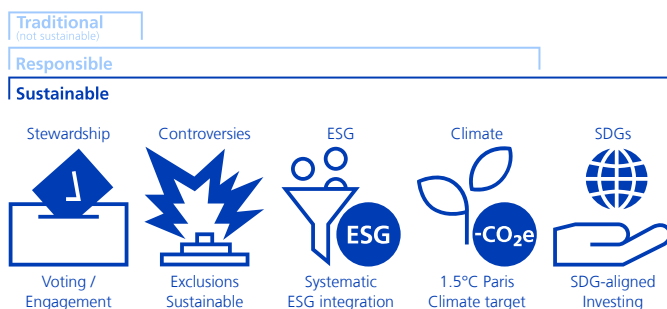 Traditional
(not sustainable)
Responsible
Sustainable
Stewardship
Controversies
ESG
Climate
SDGs
ESG
-CO₂e
Voting /
Engagement
Exclusions
Sustainable
Systematic
ESG integration
1.5°C Paris
Climate target
SDG-aligned
Investing